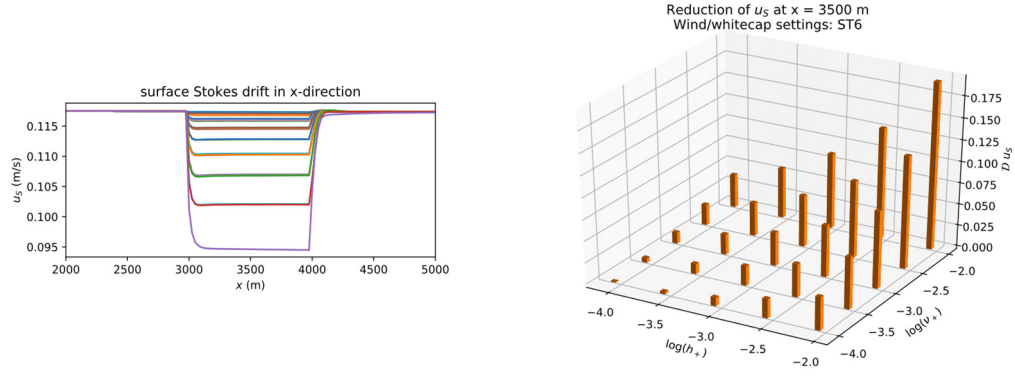 surface Stokes drift in x-direction
u_S (m/s)
0.115
0.110
0.105
0.100
0.095
2000 2500 3000 3500 4000 4500 5000
x (m)
Reduction of u_S at x = 3500 m
Wind/whitecap settings: ST6
0.175
0.150
0.125
0.100
0.075
0.050
0.025
0.000
𝒟 u_S
−4.0 −3.5 −3.0 −2.5 −2.0
log(h_+)
−4.0 −3.5 −3.0 −2.5 −2.0
log(ν_+)